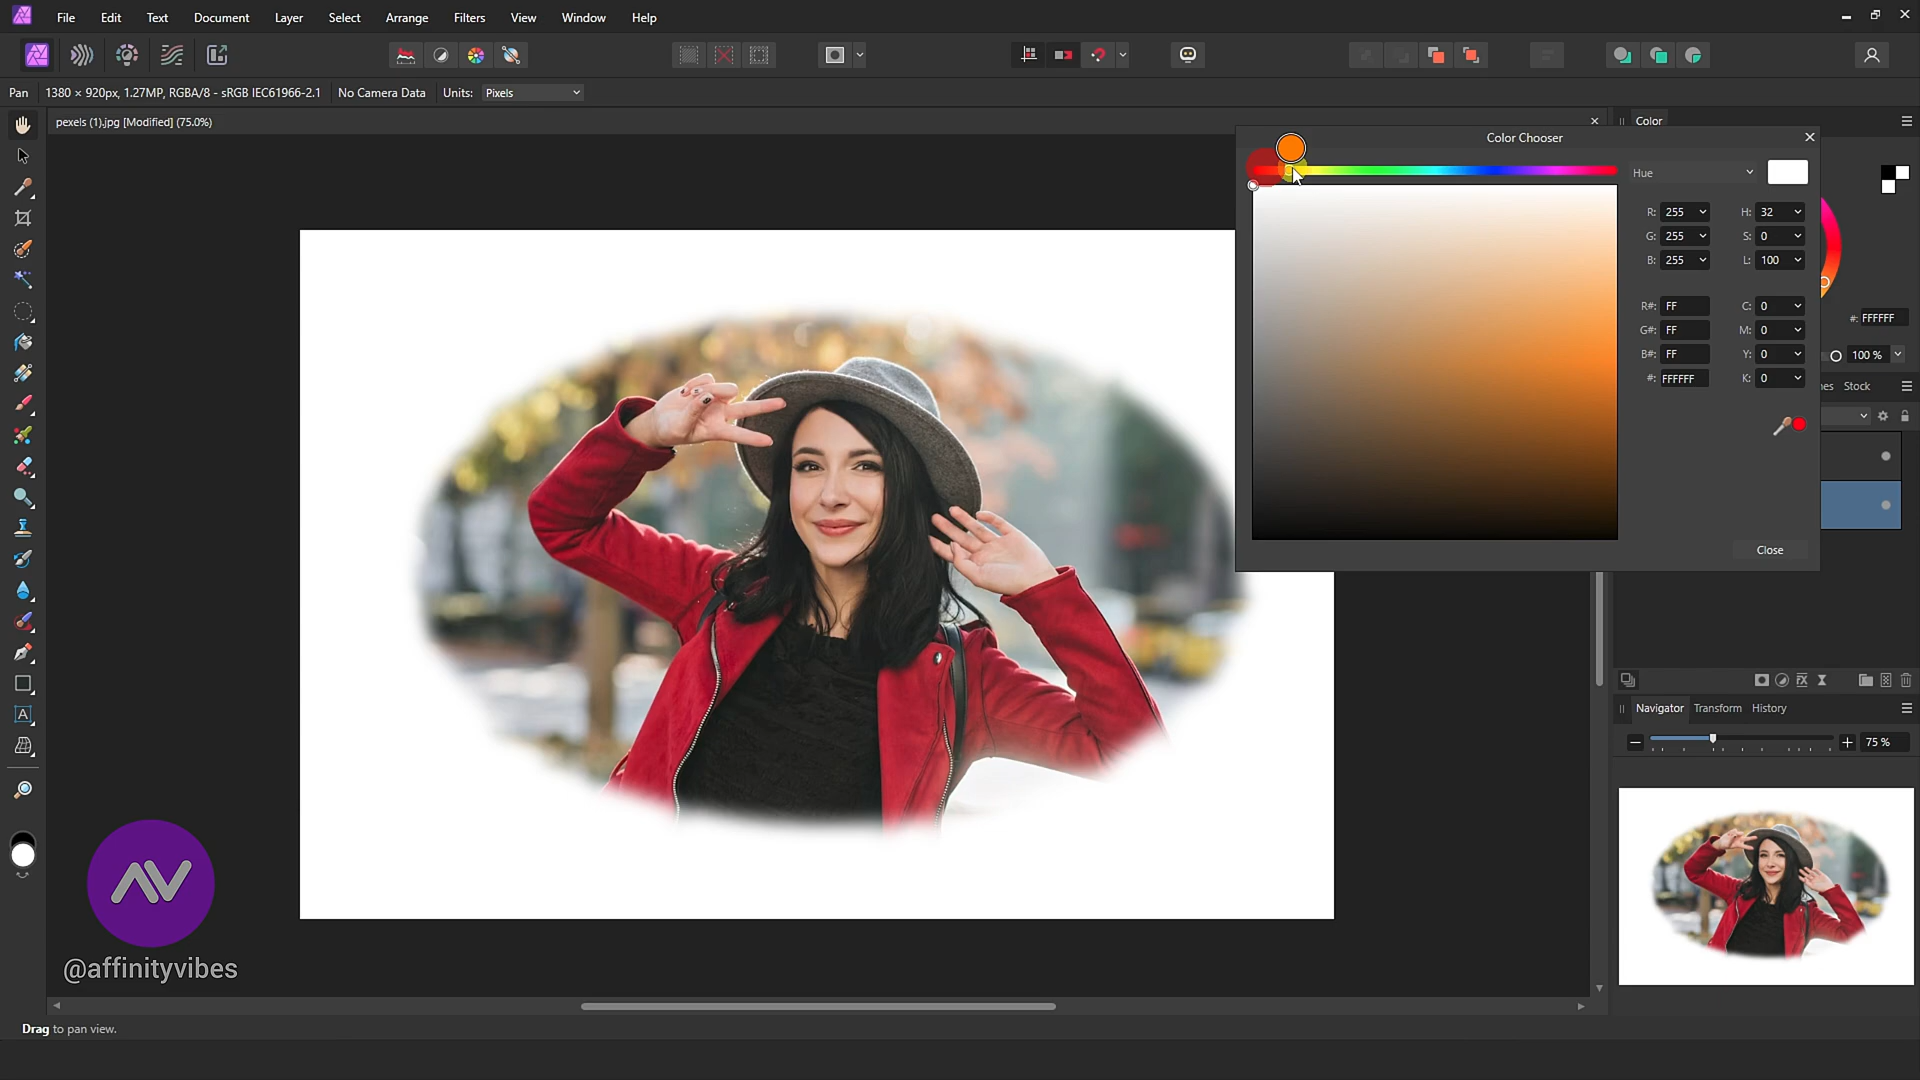 File Edit Text Document Layer Select Arrange Filters View Window Help
Pan 1380 × 920px, 1.27MP, RGBA/8 - sRGB IEC61966-2.1 No Camera Data Units: Pixels
pexels (1).jpg [Modified] (75.0%)
Color
Color Chooser
Hue
R: 255 H: 32
G: 255 S: 0
B: 255 L: 100
R#: FF C: 0
G#: FF M: 0
B#: FF Y: 0
#: FFFFFF K: 0
Close
#: FFFFFF
100 %
Stock
Navigator Transform History
75 %
@affinityvibes
Drag to pan view.